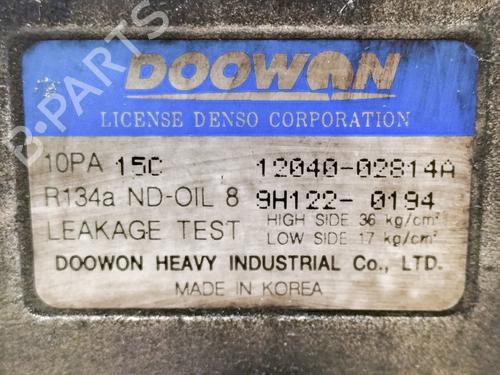 DOOWON
LICENSE DENSO CORPORATION
10PA 15C 12040-02814A
R134a ND-OIL 8 9H122- 0194
LEAKAGE TEST HIGH SIDE 36 kg/cm²
LOW SIDE 17 kg/cm²
DOOWON HEAVY INDUSTRIAL Co., LTD.
MADE IN KOREA
B-PARTS